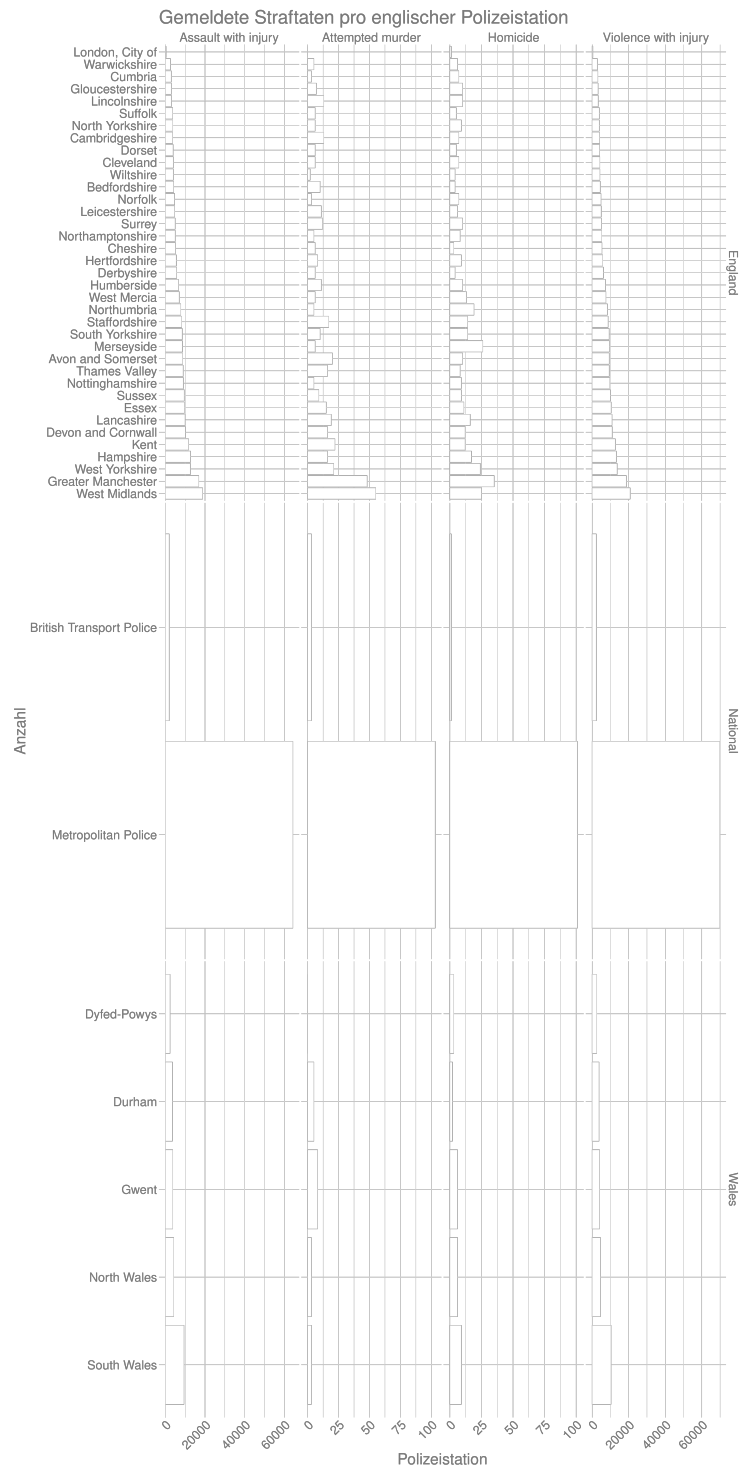 Gemeldete Straftaten pro englischer Polizeistation
Assault with injury Attempted murder Homicide Violence with injury
London, City of
Warwickshire
Cumbria
Gloucestershire
Lincolnshire
Suffolk
North Yorkshire
Cambridgeshire
Dorset
Cleveland
Wiltshire
Bedfordshire
Norfolk
Leicestershire
Surrey
Northamptonshire
Cheshire
Hertfordshire
Derbyshire
Humberside
West Mercia
Northumbria
Staffordshire
South Yorkshire
Merseyside
Avon and Somerset
Thames Valley
Nottinghamshire
Sussex
Essex
Lancashire
Devon and Cornwall
Kent
Hampshire
West Yorkshire
Greater Manchester
West Midlands
England
British Transport Police
Metropolitan Police
National
Anzahl
Dyfed-Powys
Durham
Gwent
North Wales
South Wales
Wales
0 20000 40000 60000 0 25 50 75 100 0 25 50 75 100 0 20000 40000 60000
Polizeistation